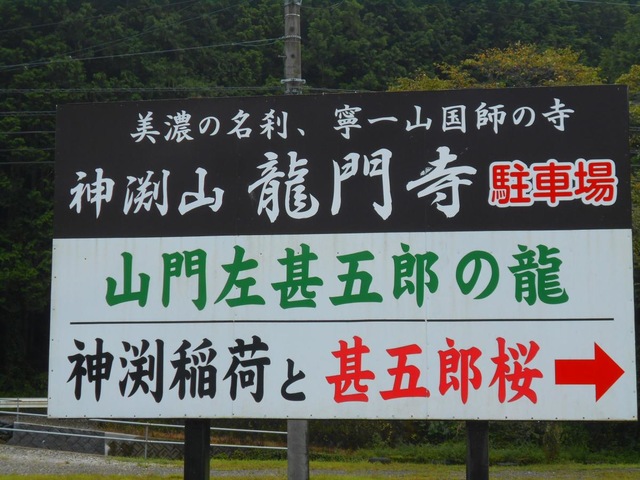 美濃の名刹、寧一山国師の寺
神渕山 龍門寺 駐車場
山門左甚五郎の龍
神渕稲荷と甚五郎桜